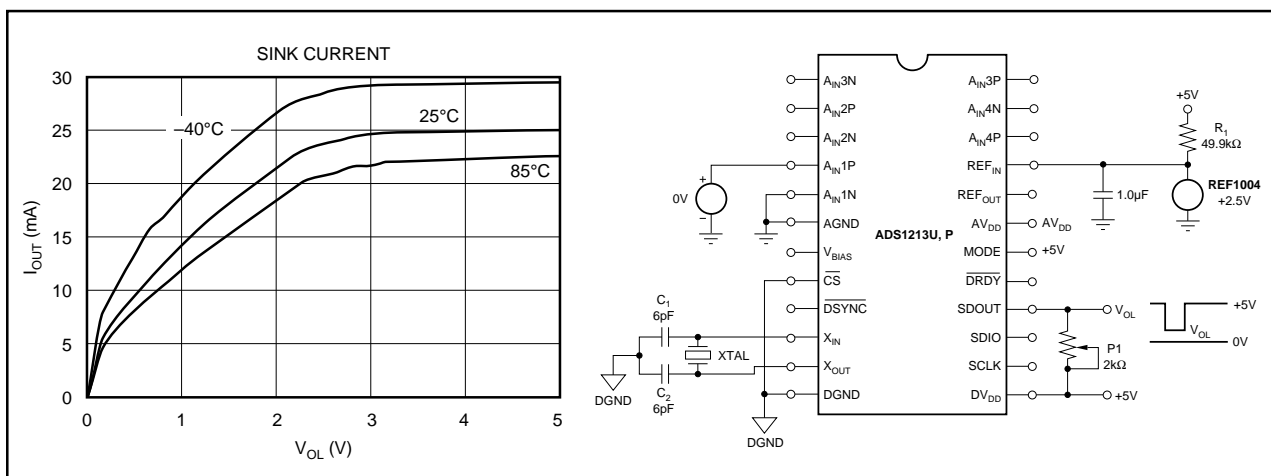 SINK CURRENT
30
25
20
15
10
5
0
I_OUT (mA)
–40°C
25°C
85°C
0 1 2 3 4 5
V_OL (V)
A_IN3N
A_IN2P
A_IN2N
A_IN1P
A_IN1N
AGND
V_BIAS
CS
DSYNC
X_IN
X_OUT
DGND
ADS1213U, P
A_IN3P
A_IN4N
A_IN4P
REF_IN
REF_OUT
AV_DD
MODE
DRDY
SDOUT
SDIO
SCLK
DV_DD
0V
+
–
C1
6pF
C2
6pF
XTAL
DGND
DGND
+5V
R1
49.9kΩ
1.0µF
REF1004
+2.5V
AV_DD
+5V
V_OL
P1
2kΩ
+5V
+5V
V_OL
0V